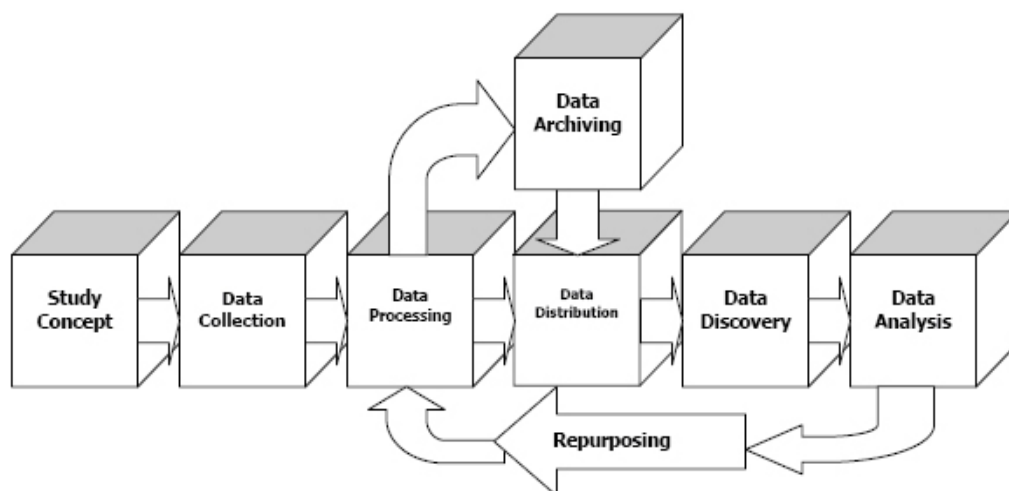 Data
Archiving
Study
Concept
Data
Collection
Data
Processing
Data
Distribution
Data
Discovery
Data
Analysis
Repurposing